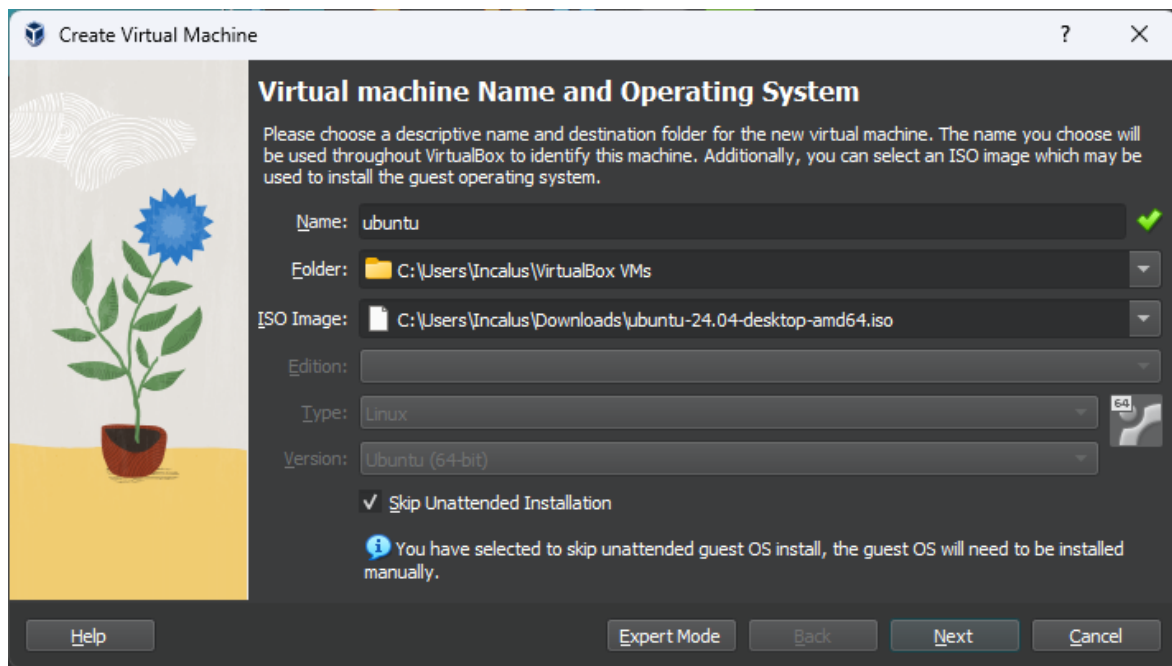 Create Virtual Machine
?
Virtual machine Name and Operating System
Please choose a descriptive name and destination folder for the new virtual machine. The name you choose will
be used throughout VirtualBox to identify this machine. Additionally, you can select an ISO image which may be
used to install the guest operating system.
Name: ubuntu
Folder: C:\Users\Incalus\VirtualBox VMs
ISO Image: C:\Users\Incalus\Downloads\ubuntu-24.04-desktop-amd64.iso
Edition:
Type: Linux
64
Version: Ubuntu (64-bit)
Skip Unattended Installation
You have selected to skip unattended guest OS install, the guest OS will need to be installed
manually.
Help Expert Mode Back Next Cancel